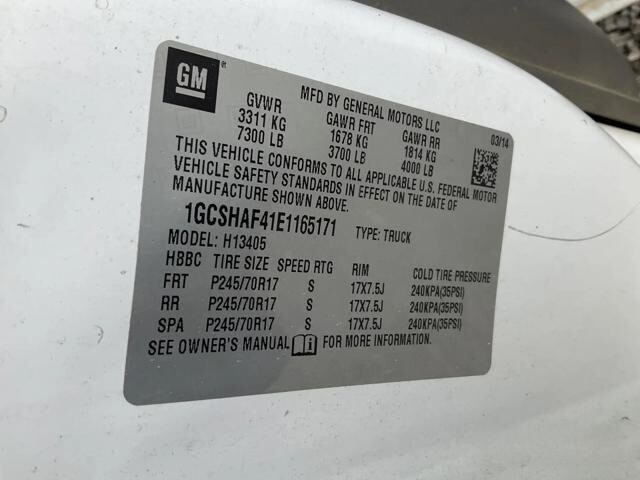 GM
MFD BY GENERAL MOTORS LLC
GVWR GAWR FRT GAWR RR 03/14
3311 KG 1678 KG 1814 KG
7300 LB 3700 LB 4000 LB
THIS VEHICLE CONFORMS TO ALL APPLICABLE U.S. FEDERAL MOTOR
VEHICLE SAFETY STANDARDS IN EFFECT ON THE DATE OF
MANUFACTURE SHOWN ABOVE.
1GCSHAF41E1165171 TYPE: TRUCK
MODEL: H13405
HBBC TIRE SIZE SPEED RTG RIM COLD TIRE PRESSURE
FRT P245/70R17 S 17X7.5J 240KPA(35PSI)
RR P245/70R17 S 17X7.5J 240KPA(35PSI)
SPA P245/70R17 S 17X7.5J 240KPA(35PSI)
SEE OWNER'S MANUAL i FOR MORE INFORMATION.